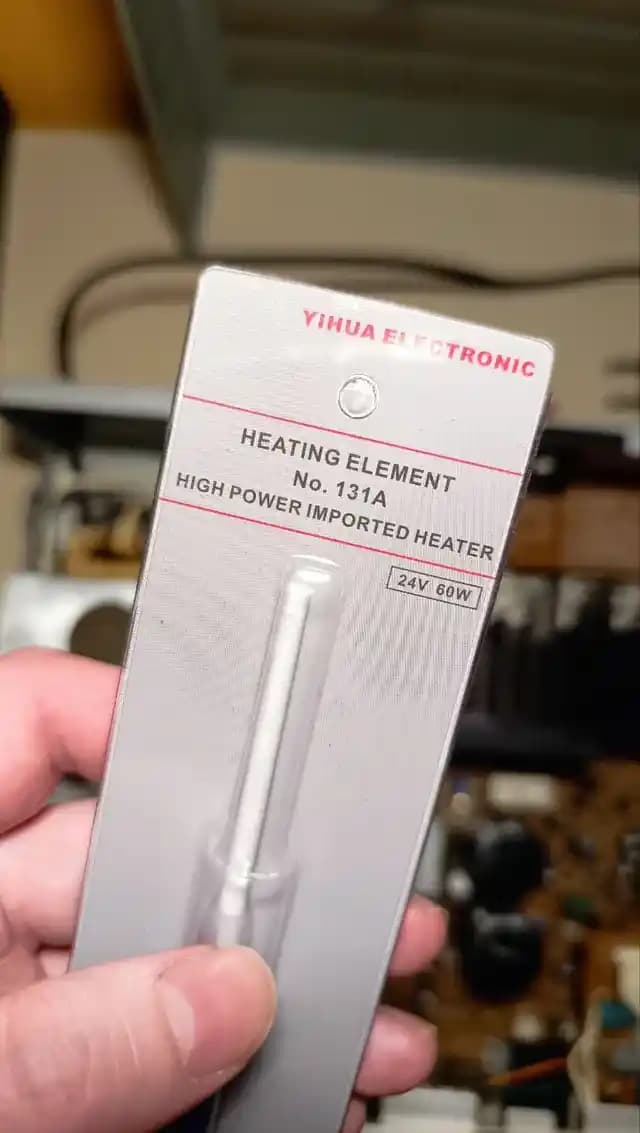 YIHUA ELECTRONIC
HEATING ELEMENT
No. 131A
HIGH POWER IMPORTED HEATER
24V 60W